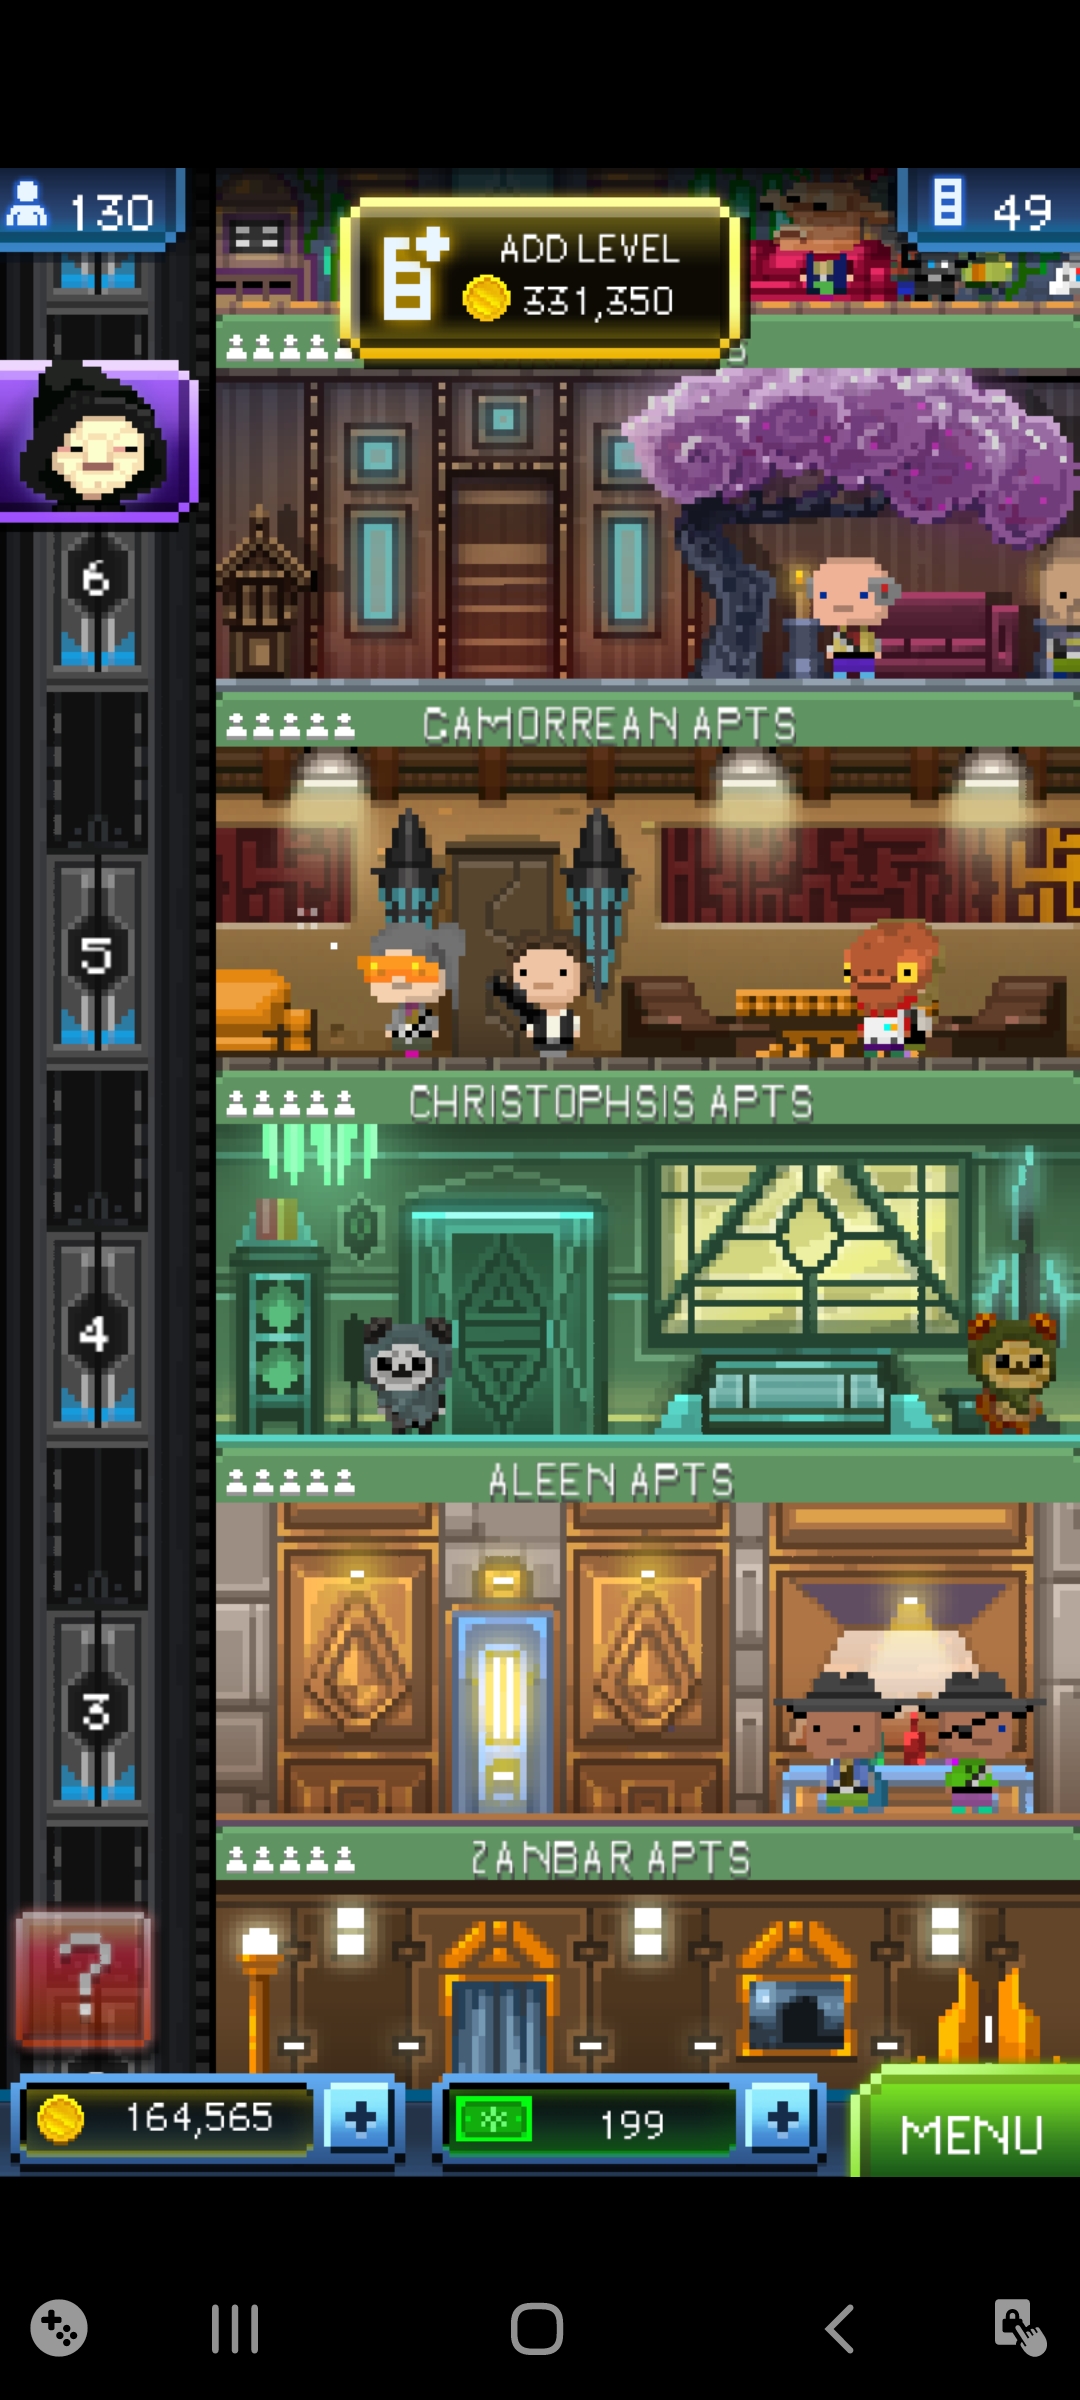 130
49
ADD LEVEL
331,350
6
CAMORREAN APTS
5
CHRISTOPHSIS APTS
4
ALEEN APTS
3
ZANBAR APTS
?
164,565
199
MENU